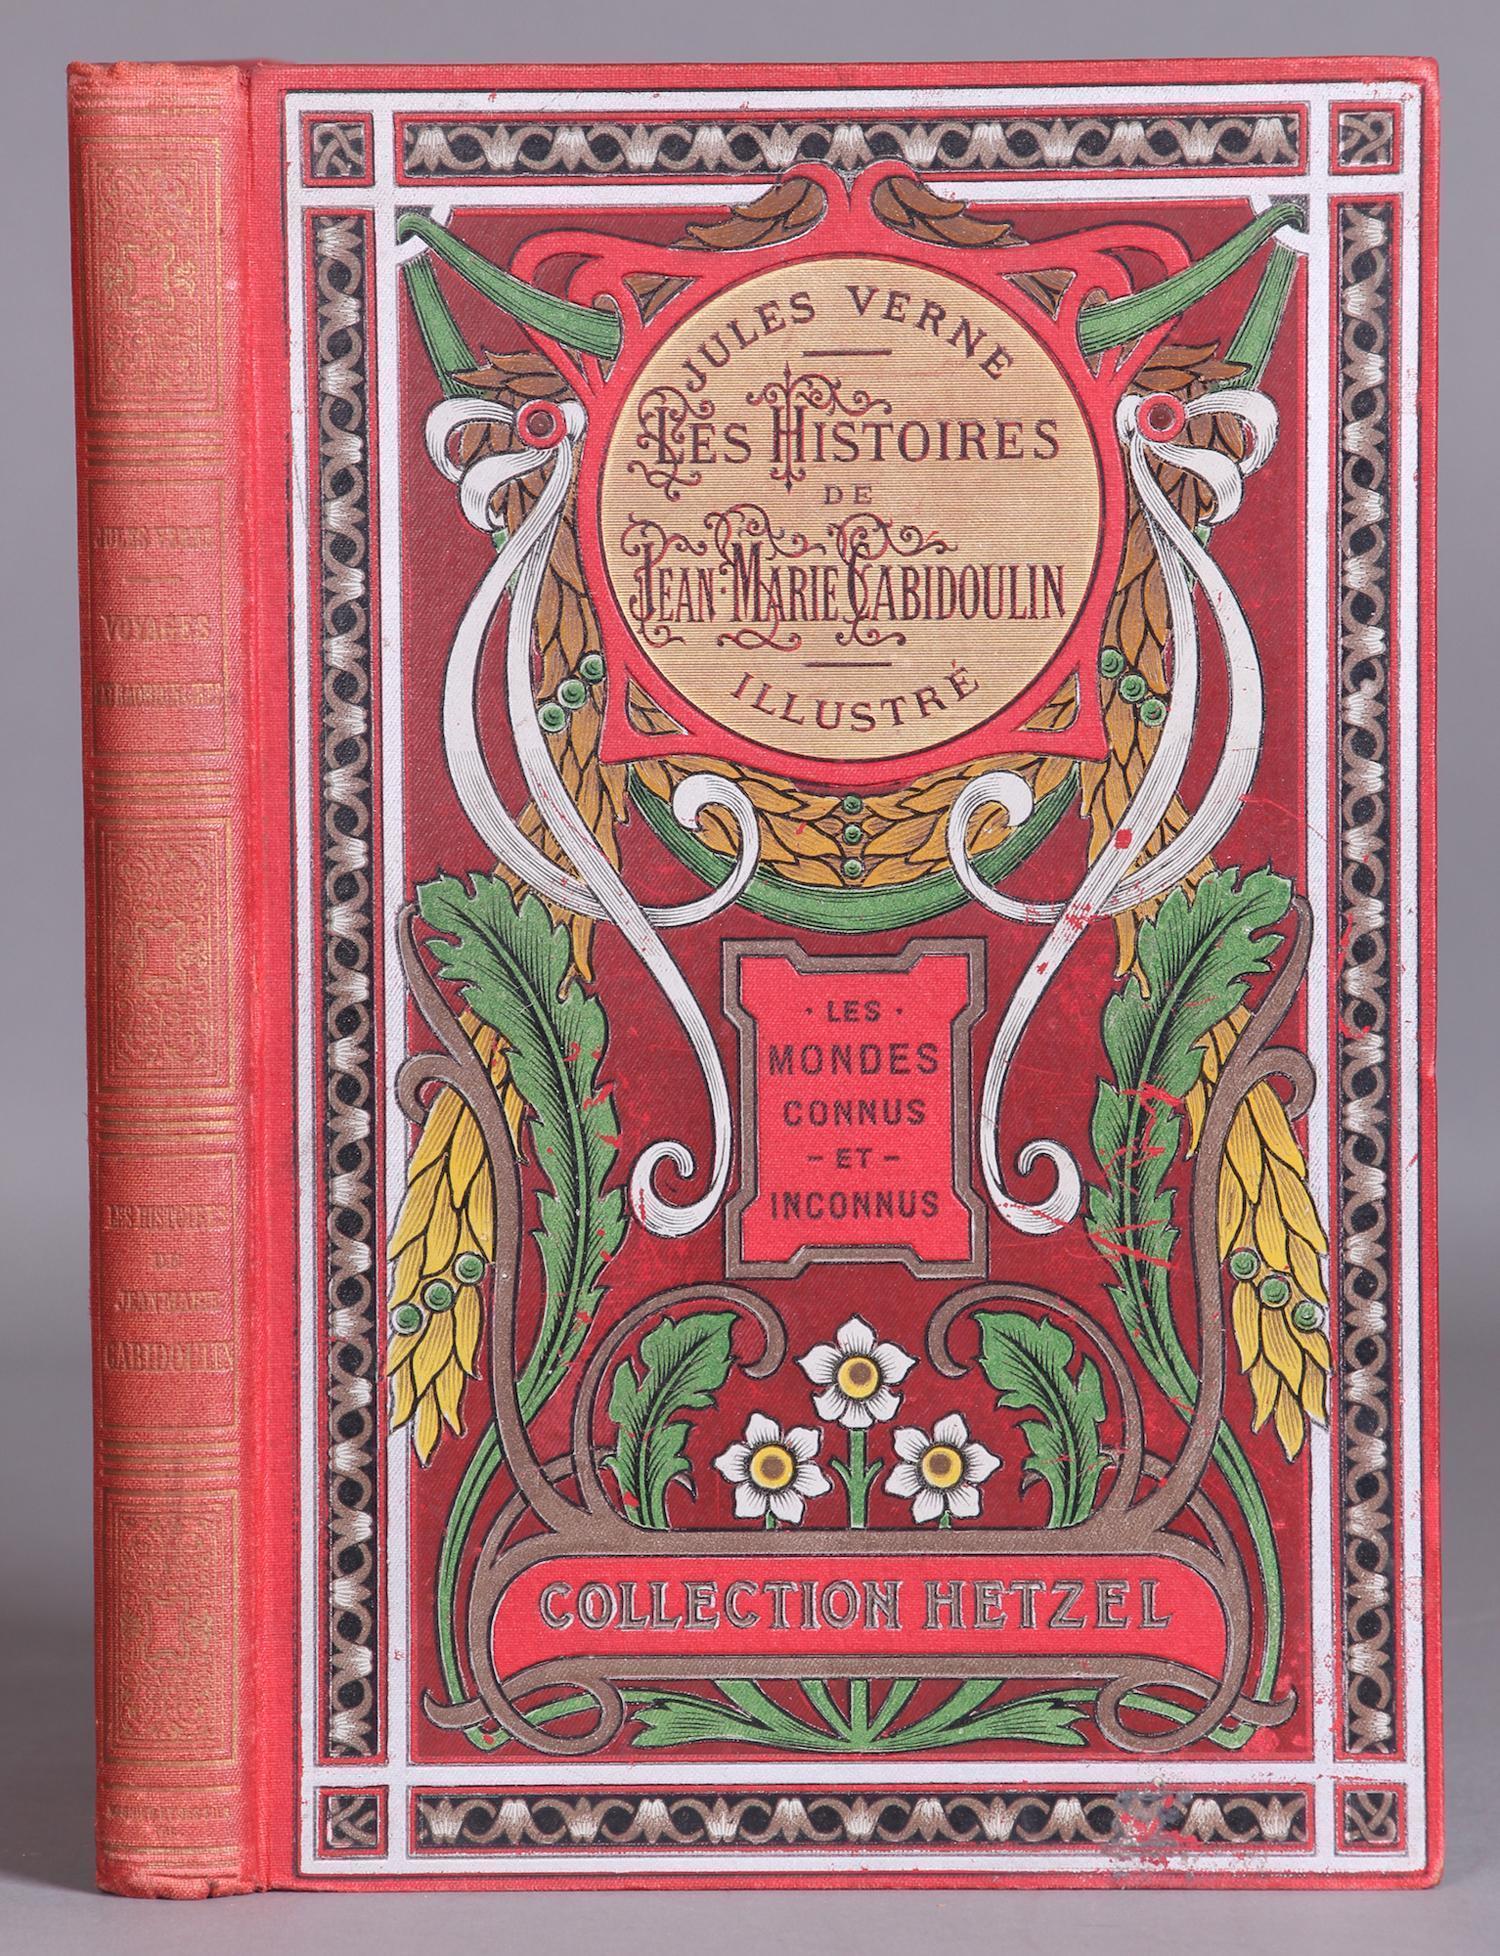 JULES VERNE
LES HISTOIRES
DE
JEAN-MARIE CABIDOULIN
ILLUSTRÉ
· LES ·
MONDES
CONNUS
- ET -
INCONNUS
COLLECTION HETZEL
JULES VERNE
VOYAGES
EXTRAORDINAIRES
LES HISTOIRES
DE
JEAN MARIE
CABIDOULIN